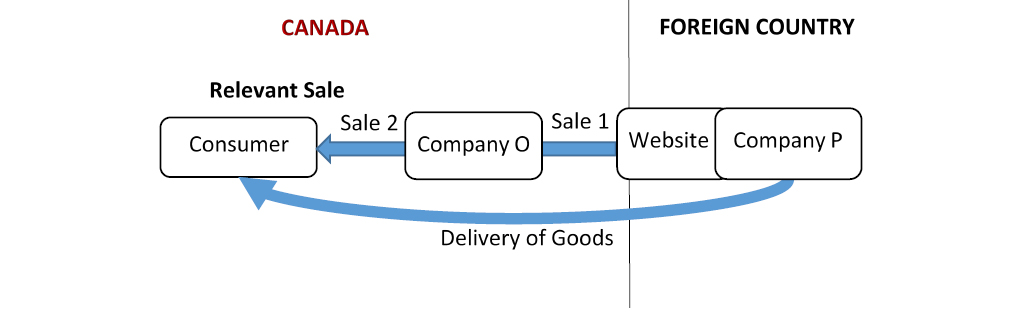 CANADA
FOREIGN COUNTRY
Relevant Sale
Consumer
Sale 2
Company O
Sale 1
Website
Company P
Delivery of Goods